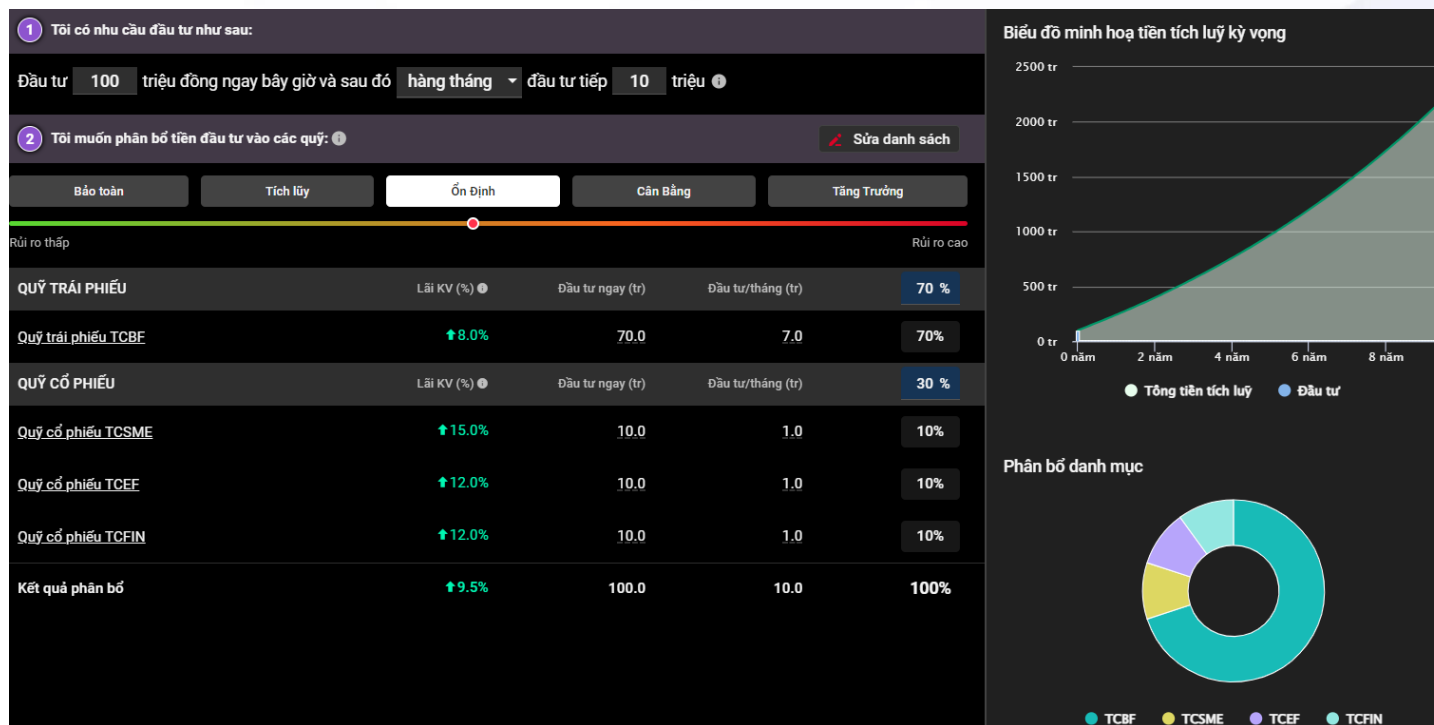 1 Tôi có nhu cầu đầu tư như sau:
Đầu tư 100 triệu đồng ngay bây giờ và sau đó hàng tháng đầu tư tiếp 10 triệu
2 Tôi muốn phân bổ tiền đầu tư vào các quỹ:
Sửa danh sách
Bảo toàn Tích lũy Ổn Định Cân Bằng Tăng Trưởng
Rủi ro thấp Rủi ro cao
QUỸ TRÁI PHIẾU Lãi KV (%) Đầu tư ngay (tr) Đầu tư/tháng (tr) 70 %
Quỹ trái phiếu TCBF 8.0% 70.0 7.0 70%
QUỸ CỔ PHIẾU Lãi KV (%) Đầu tư ngay (tr) Đầu tư/tháng (tr) 30 %
Quỹ cổ phiếu TCSME 15.0% 10.0 1.0 10%
Quỹ cổ phiếu TCEF 12.0% 10.0 1.0 10%
Quỹ cổ phiếu TCFIN 12.0% 10.0 1.0 10%
Kết quả phân bổ 9.5% 100.0 10.0 100%
Biểu đồ minh hoạ tiền tích luỹ kỳ vọng
2500 tr
2000 tr
1500 tr
1000 tr
500 tr
0 tr
0 năm 2 năm 4 năm 6 năm 8 năm
Tổng tiền tích luỹ Đầu tư
Phân bổ danh mục
TCBF TCSME TCEF TCFIN